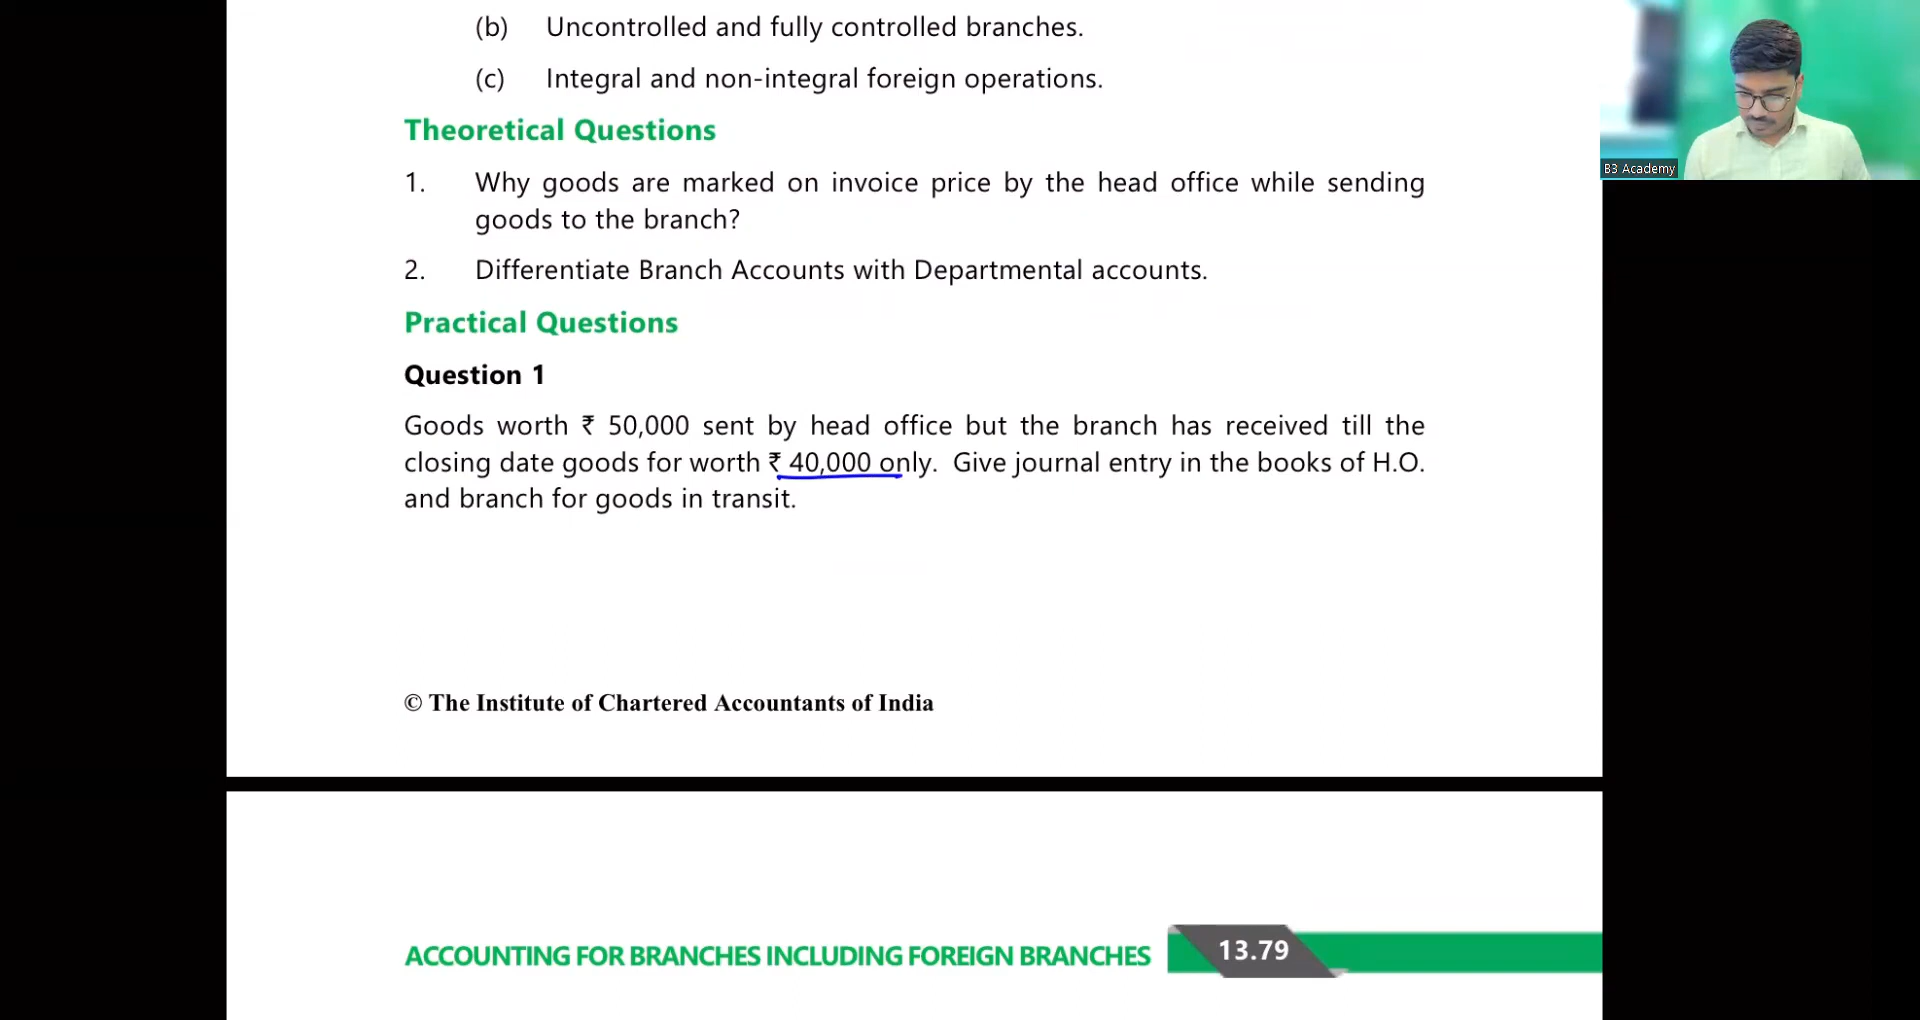 (b) Uncontrolled and fully controlled branches.
(c) Integral and non-integral foreign operations.
Theoretical Questions
1. Why goods are marked on invoice price by the head office while sending
goods to the branch?
2. Differentiate Branch Accounts with Departmental accounts.
Practical Questions
Question 1
Goods worth ₹ 50,000 sent by head office but the branch has received till the
closing date goods for worth ₹ 40,000 only. Give journal entry in the books of H.O.
and branch for goods in transit.
© The Institute of Chartered Accountants of India
ACCOUNTING FOR BRANCHES INCLUDING FOREIGN BRANCHES 13.79
B3 Academy